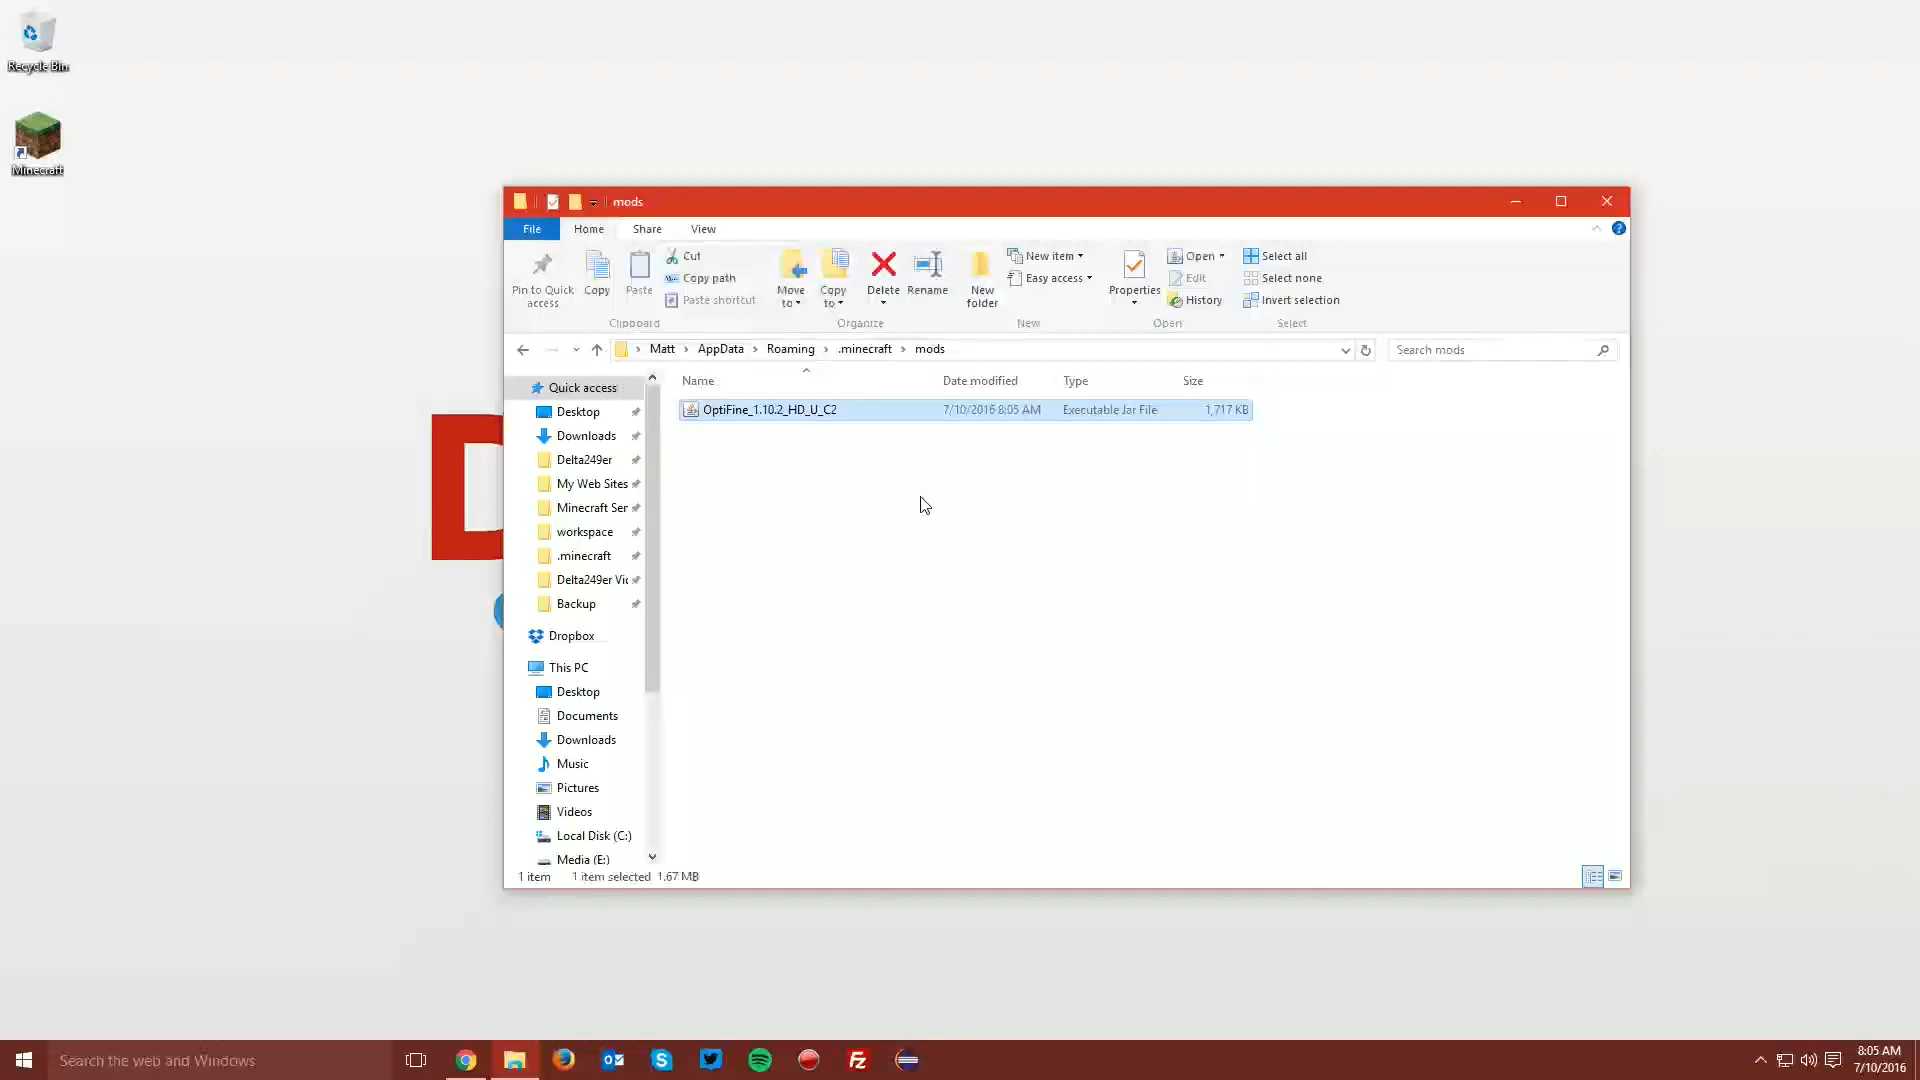 Recycle Bin
Minecraft
mods
File Home Share View
Pin to Quick access
Copy
Paste
Cut
Copy path
Paste shortcut
Clipboard
Move to
Copy to
Delete
Rename
Organize
New folder
New item
Easy access
New
Properties
Open
Edit
History
Open
Select all
Select none
Invert selection
Select
Matt AppData Roaming .minecraft mods
Search mods
Name Date modified Type Size
OptiFine_1.10.2_HD_U_C2 7/10/2016 8:05 AM Executable Jar File 1,717 KB
Quick access
Desktop
Downloads
Delta249er
My Web Sites
Minecraft Ser
workspace
.minecraft
Delta249er Vic
Backup
Dropbox
This PC
Desktop
Documents
Downloads
Music
Pictures
Videos
Local Disk (C:)
Media (E:)
1 item 1 item selected 1.67 MB
D
Search the web and Windows
8:05 AM
7/10/2016